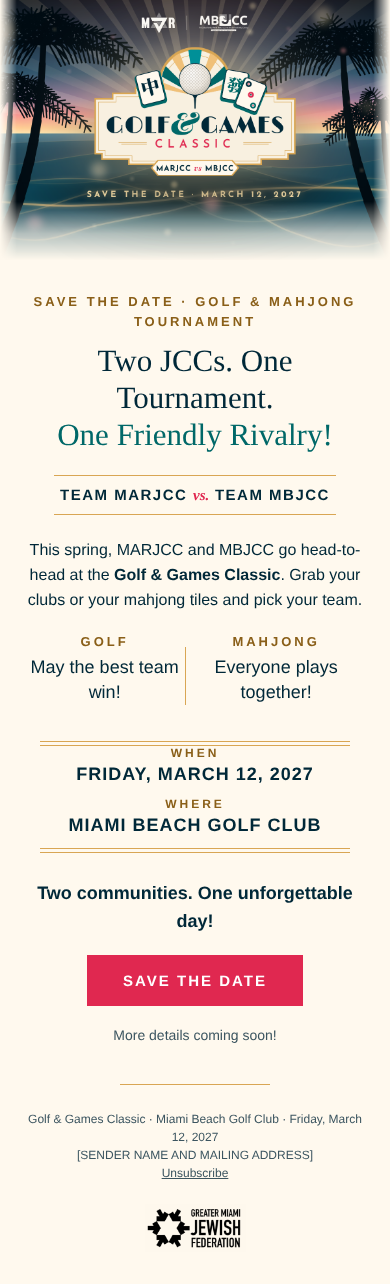 M R MBJCC
中
GOLF & GAMES
CLASSIC
MARJCC vs MBJCC
SAVE THE DATE · MARCH 12, 2027
SAVE THE DATE · GOLF & MAHJONG
TOURNAMENT
Two JCCs. One
Tournament.
One Friendly Rivalry!
TEAM MARJCC vs. TEAM MBJCC
This spring, MARJCC and MBJCC go head-to-
head at the Golf & Games Classic. Grab your
clubs or your mahjong tiles and pick your team.
GOLF
May the best team
win!
MAHJONG
Everyone plays
together!
WHEN
FRIDAY, MARCH 12, 2027
WHERE
MIAMI BEACH GOLF CLUB
Two communities. One unforgettable
day!
SAVE THE DATE
More details coming soon!
Golf & Games Classic · Miami Beach Golf Club · Friday, March
12, 2027
[SENDER NAME AND MAILING ADDRESS]
Unsubscribe
GREATER MIAMI
JEWISH
FEDERATION